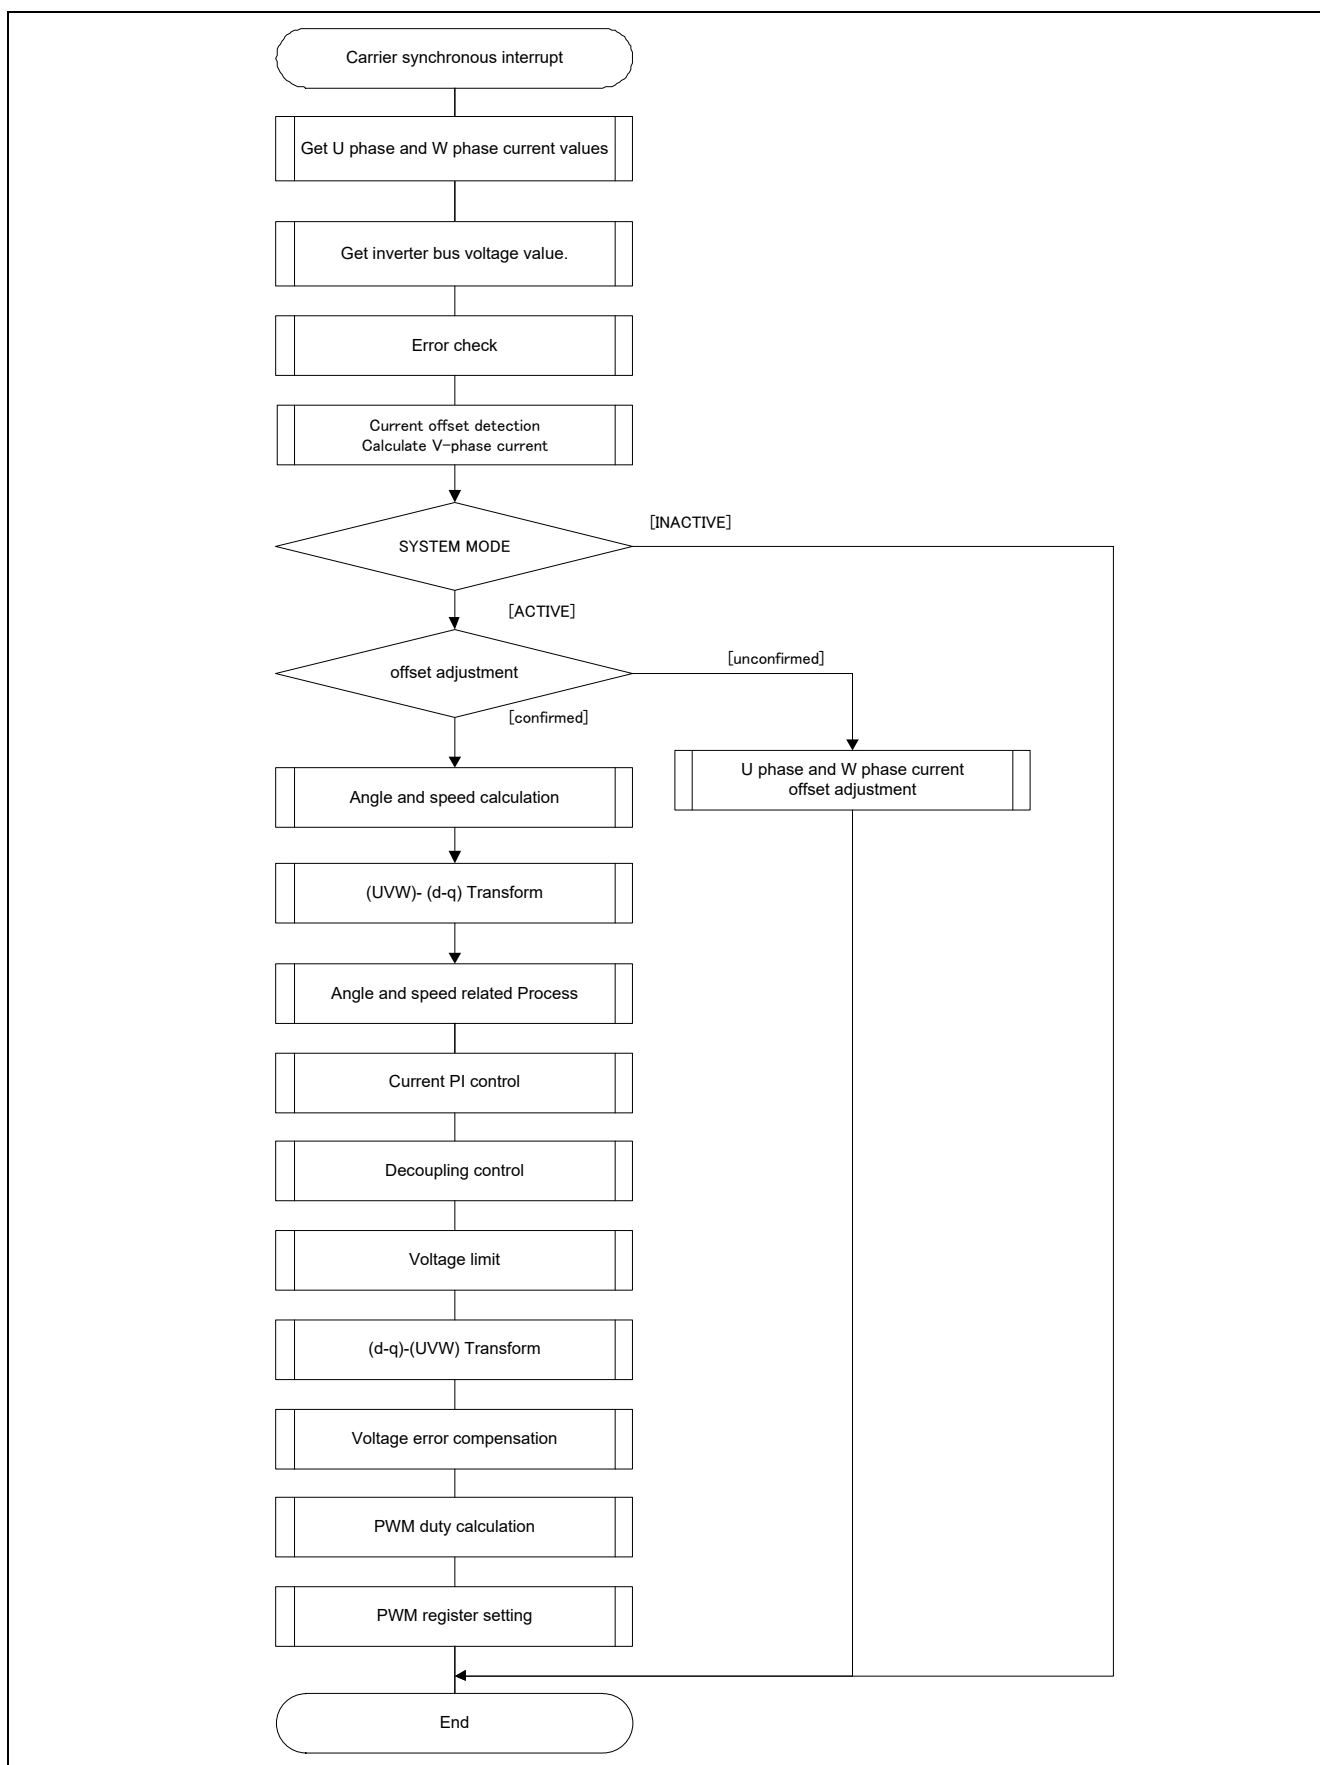 Carrier synchronous interrupt
Get U phase and W phase current values
Get inverter bus voltage value.
Error check
Current offset detection
Calculate V-phase current
[INACTIVE]
SYSTEM MODE
[ACTIVE]
[unconfirmed]
offset adjustment
[confirmed]
U phase and W phase current
offset adjustment
Angle and speed calculation
(UVW)- (d-q) Transform
Angle and speed related Process
Current PI control
Decoupling control
Voltage limit
(d-q)-(UVW) Transform
Voltage error compensation
PWM duty calculation
PWM register setting
End